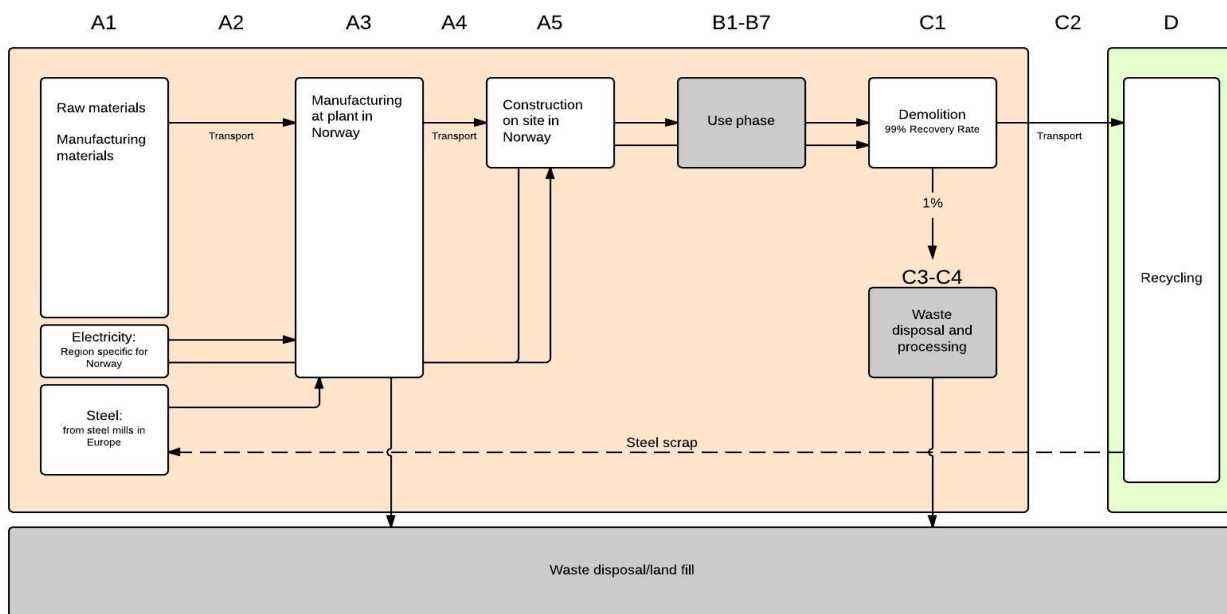 A1 A2 A3 A4 A5 B1-B7 C1 C2 D
Raw materials
Manufacturing
materials
Transport
Manufacturing
at plant in
Norway
Transport
Construction
on site in
Norway
Use phase
Demolition
99% Recovery Rate
Transport
1%
C3-C4
Waste
disposal and
processing
Recycling
Electricity:
Region specific for
Norway
Steel:
from steel mills in
Europe
Steel scrap
Waste disposal/land fill